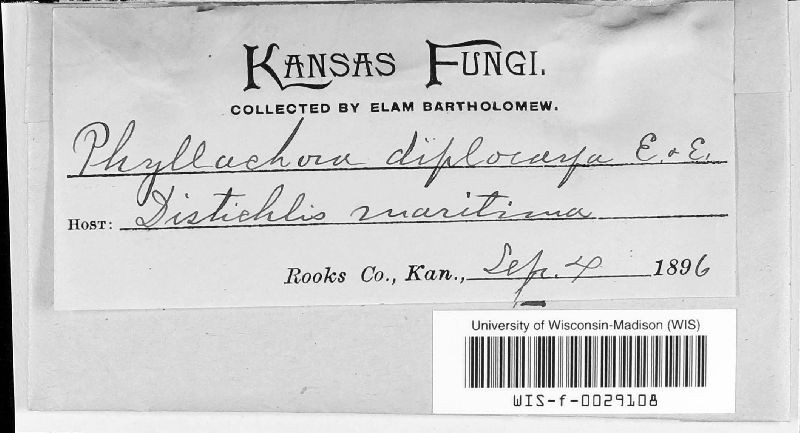 KANSAS FUNGI.
COLLECTED BY ELAM BARTHOLOMEW.
Phyllachora diplocarpa E. & E.
HOST: Distichlis maritima
Rooks Co., Kan., Sep. 4 1896
University of Wisconsin-Madison (WIS)
WIS-f-0029108